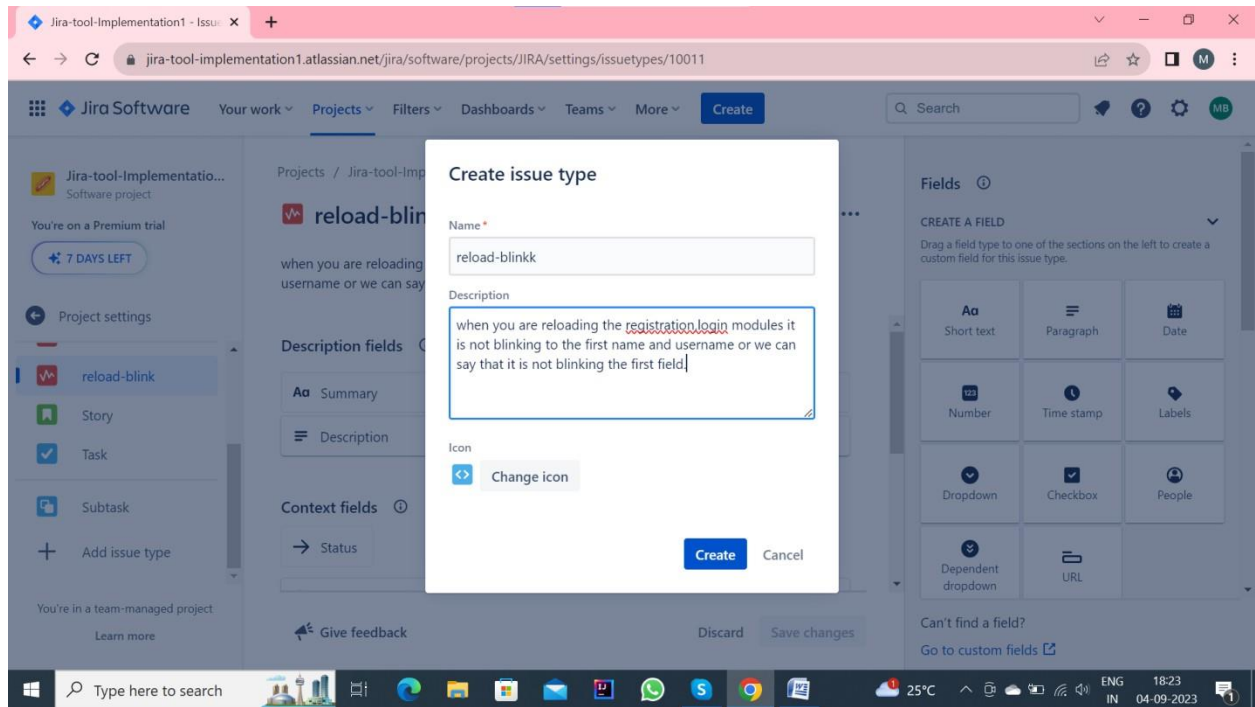 Jira-tool-Implementation1 - Issue
jira-tool-implementation1.atlassian.net/jira/software/projects/JIRA/settings/issuetypes/10011
M
Jira Software Your work Projects Filters Dashboards Teams More Create Search MB
Jira-tool-Implementatio...
Software project
You're on a Premium trial
7 DAYS LEFT
Project settings
reload-blink
Story
Task
Subtask
Add issue type
You're in a team-managed project
Learn more
Projects / Jira-tool-Imp
reload-blin
when you are reloading
username or we can say
Description fields
Aa Summary
Description
Context fields
Status
Give feedback
Discard Save changes
Create issue type
Name*
reload-blinkk
Description
when you are reloading the registration,login modules it
is not blinking to the first name and username or we can
say that it is not blinking the first field.
Icon
Change icon
Create Cancel
Fields
CREATE A FIELD
Drag a field type to one of the sections on the left to create a
custom field for this issue type.
Aa
Short text Paragraph Date
123
Number Time stamp Labels
Dropdown Checkbox People
Dependent
dropdown
URL
Can't find a field?
Go to custom fields
Type here to search
25°C
ENG
IN
18:23
04-09-2023
1